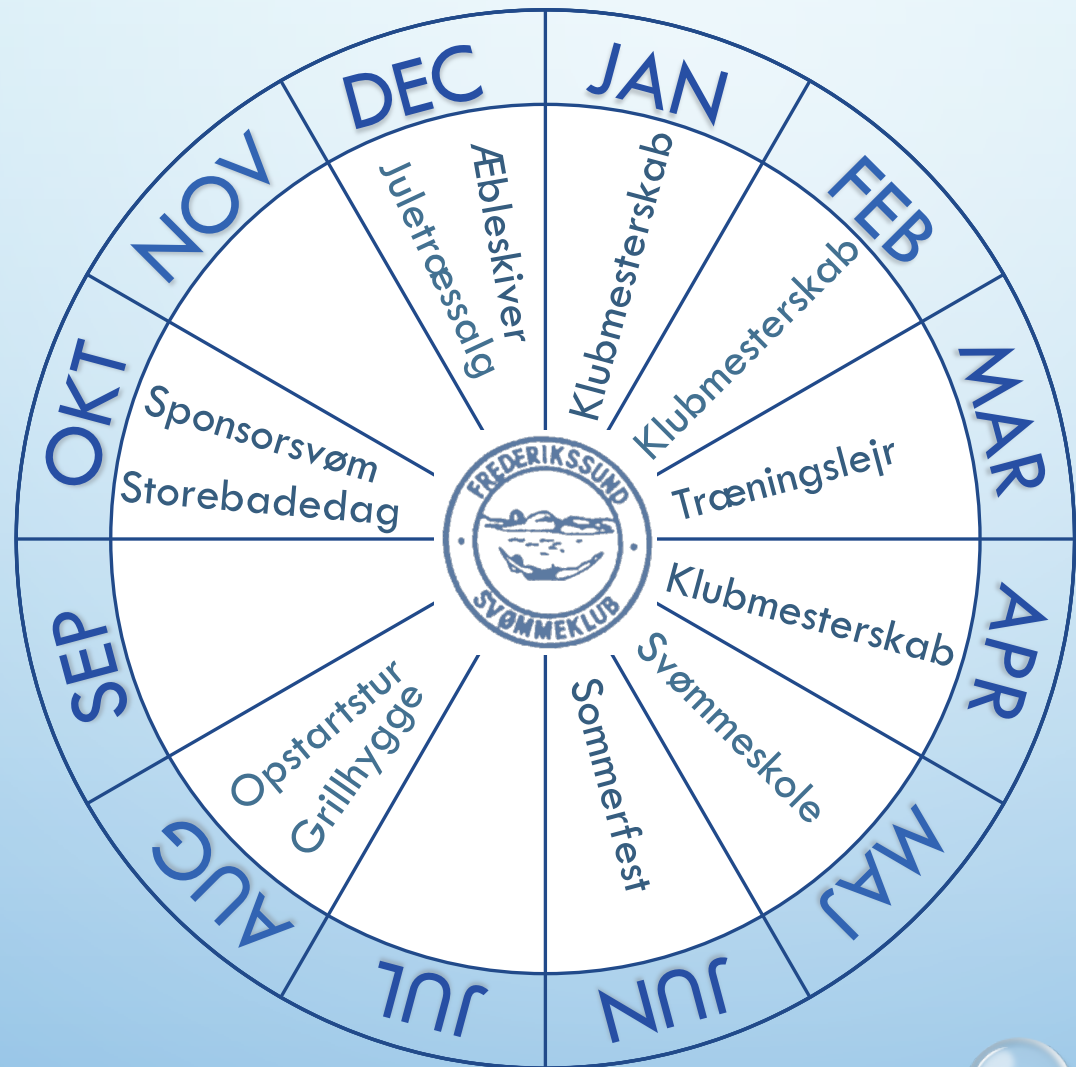 JAN
Klubmesterskab
FEB
Klubmesterskab
MAR
Træningslejr
APR
Klubmesterskab
MAJ
Svømmeskole
JUN
Sommerfest
JUL
AUG
Opstartstur
Grillhygge
SEP
OKT
Sponsorsvøm
Storebadedag
NOV
DEC
Juletræssalg
Æbleskiver
FREDERIKSSUND
SVØMMEKLUB